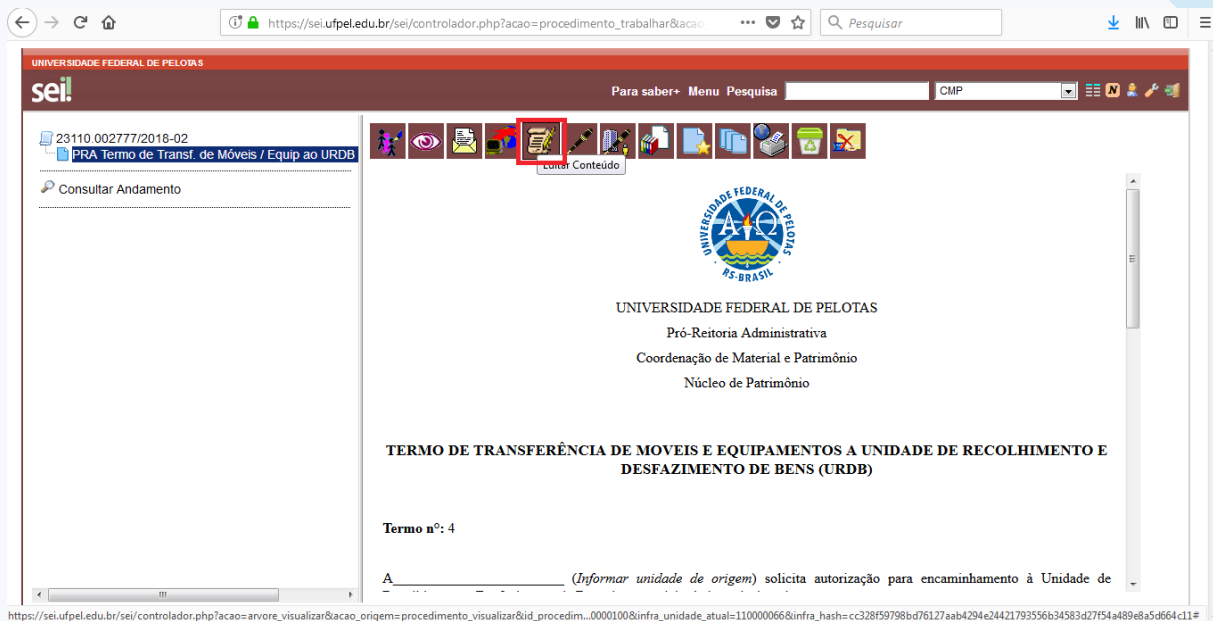 https://sei.ufpel.edu.br/sei/controlador.php?acao=procedimento_trabalhar&acao_
Pesquisar
UNIVERSIDADE FEDERAL DE PELOTAS
sei!
Para saber+ Menu Pesquisa
CMP
N
23110.002777/2018-02
PRA Termo de Transf. de Móveis / Equip ao URDB
Consultar Andamento
Editar Conteúdo
UNIVERSIDADE FEDERAL DE PELOTAS
RS-BRASIL
UNIVERSIDADE FEDERAL DE PELOTAS
Pró-Reitoria Administrativa
Coordenação de Material e Patrimônio
Núcleo de Patrimônio
TERMO DE TRANSFERÊNCIA DE MOVEIS E EQUIPAMENTOS A UNIDADE DE RECOLHIMENTO E
DESFAZIMENTO DE BENS (URDB)
Termo nº: 4
A________________________ (Informar unidade de origem) solicita autorização para encaminhamento à Unidade de
https://sei.ufpel.edu.br/sei/controlador.php?acao=arvore_visualizar&acao_origem=procedimento_visualizar&id_procedim...0000100&infra_unidade_atual=110000066&infra_hash=cc328f59798bd76127aab4294e24421793556b34583d27f54a489e8a5d664c11#